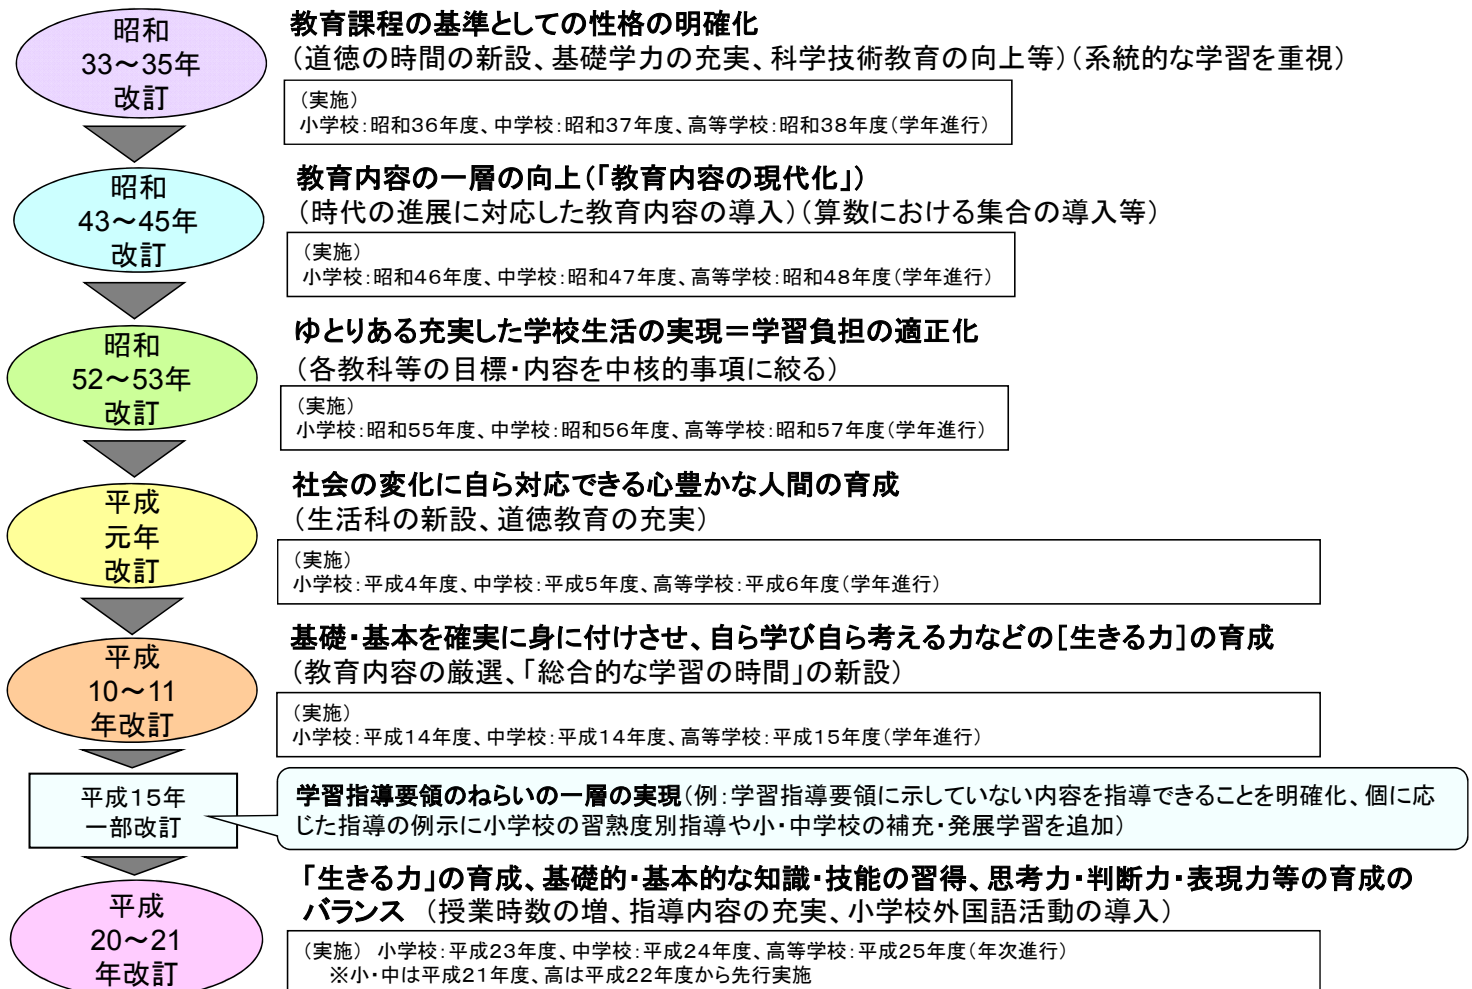 昭和
33～35年
改訂
教育課程の基準としての性格の明確化
（道徳の時間の新設、基礎学力の充実、科学技術教育の向上等）（系統的な学習を重視）
（実施）
小学校：昭和36年度、中学校：昭和37年度、高等学校：昭和38年度（学年進行）
昭和
43～45年
改訂
教育内容の一層の向上（「教育内容の現代化」）
（時代の進展に対応した教育内容の導入）（算数における集合の導入等）
（実施）
小学校：昭和46年度、中学校：昭和47年度、高等学校：昭和48年度（学年進行）
昭和
52～53年
改訂
ゆとりある充実した学校生活の実現＝学習負担の適正化
（各教科等の目標・内容を中核的事項に絞る）
（実施）
小学校：昭和55年度、中学校：昭和56年度、高等学校：昭和57年度（学年進行）
平成
元年
改訂
社会の変化に自ら対応できる心豊かな人間の育成
（生活科の新設、道徳教育の充実）
（実施）
小学校：平成4年度、中学校：平成5年度、高等学校：平成6年度（学年進行）
平成
10～11
年改訂
基礎・基本を確実に身に付けさせ、自ら学び自ら考える力などの［生きる力］の育成
（教育内容の厳選、「総合的な学習の時間」の新設）
（実施）
小学校：平成14年度、中学校：平成14年度、高等学校：平成15年度（学年進行）
平成15年
一部改訂
学習指導要領のねらいの一層の実現（例：学習指導要領に示していない内容を指導できることを明確化、個に応
じた指導の例示に小学校の習熟度別指導や小・中学校の補充・発展学習を追加）
平成
20～21
年改訂
「生きる力」の育成、基礎的・基本的な知識・技能の習得、思考力・判断力・表現力等の育成の
バランス　（授業時数の増、指導内容の充実、小学校外国語活動の導入）
（実施）　小学校：平成23年度、中学校：平成24年度、高等学校：平成25年度（年次進行）
※小・中は平成21年度、高は平成22年度から先行実施